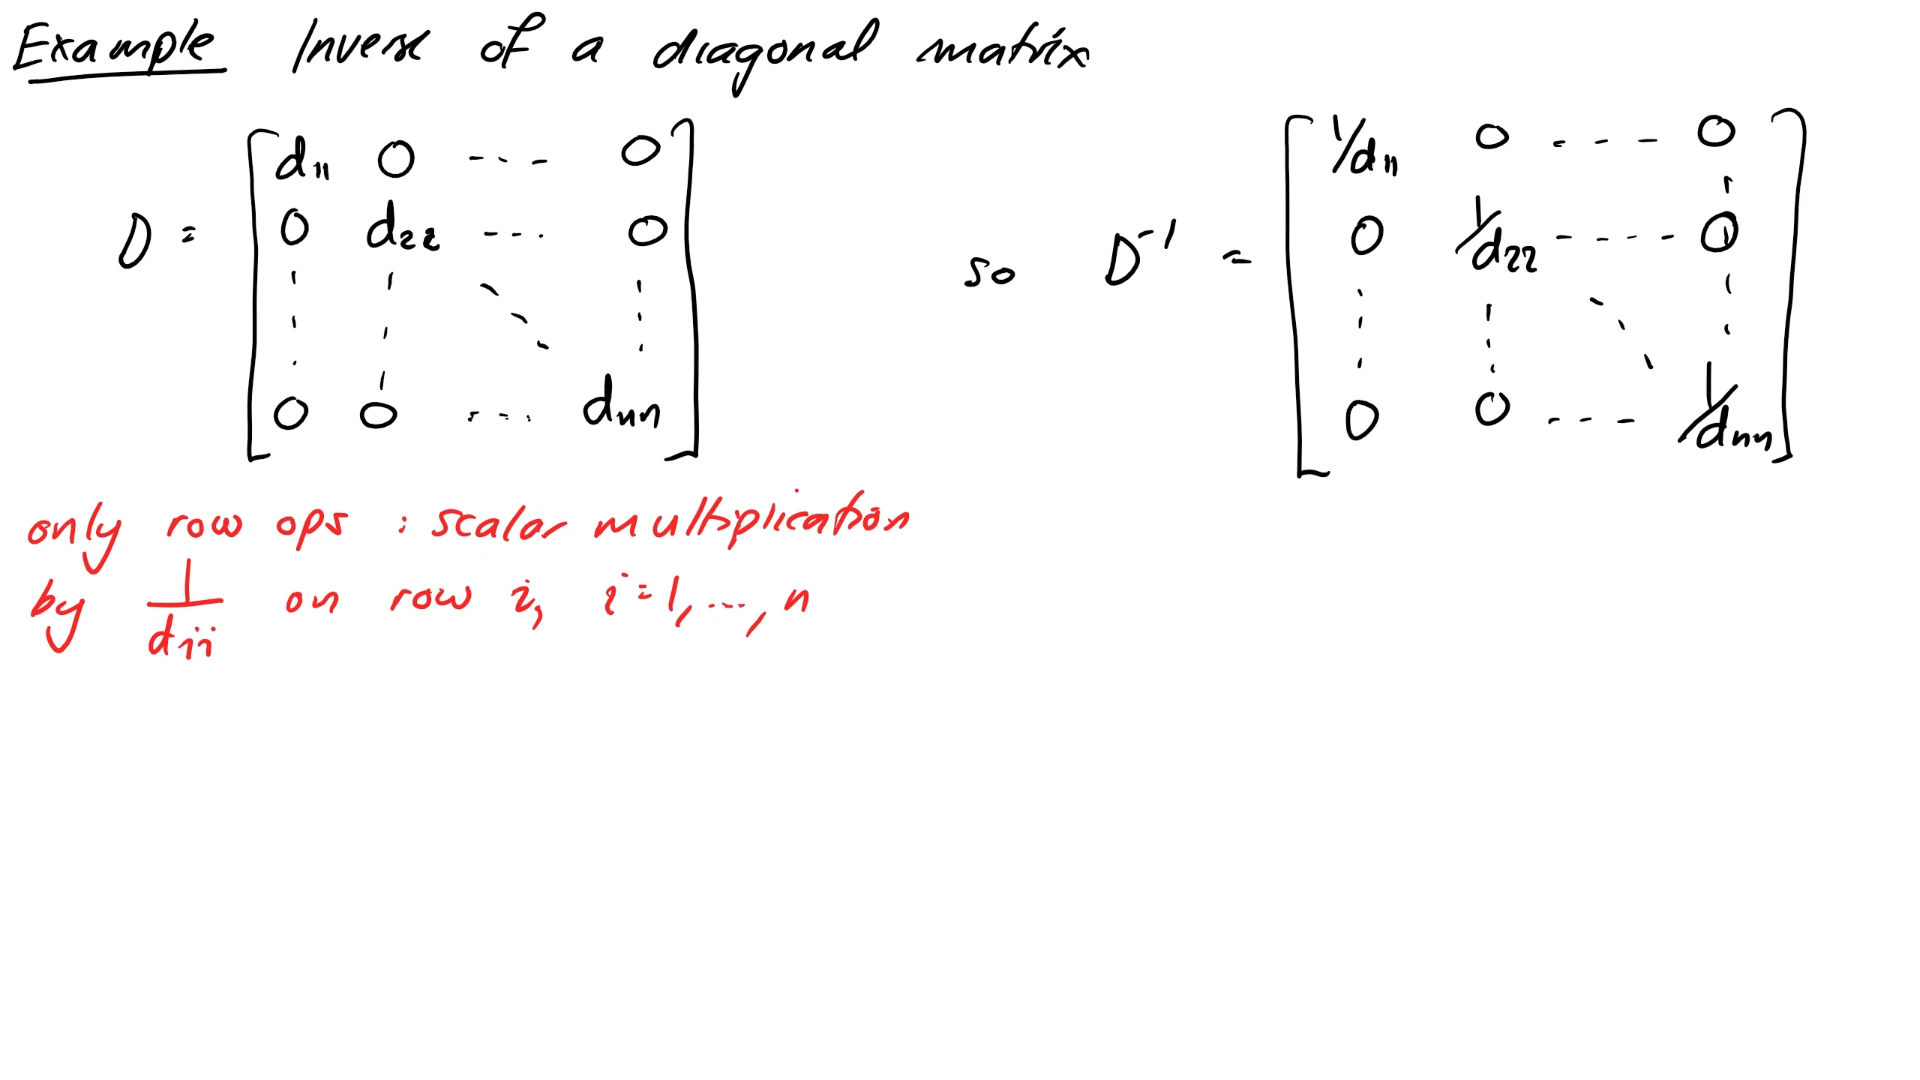 Example Inverse of a diagonal matrix
D = [ d₁₁ 0 --- 0
0 d₂₂ --- 0
0 0 --- dₙₙ ]
so D⁻¹ = [ 1/d₁₁ 0 ---- 0
0 1/d₂₂ ---- 0
0 0 ---- 1/dₙₙ ]
only row ops : scalar multiplication
by 1/dᵢᵢ on row i, i=1,...,n